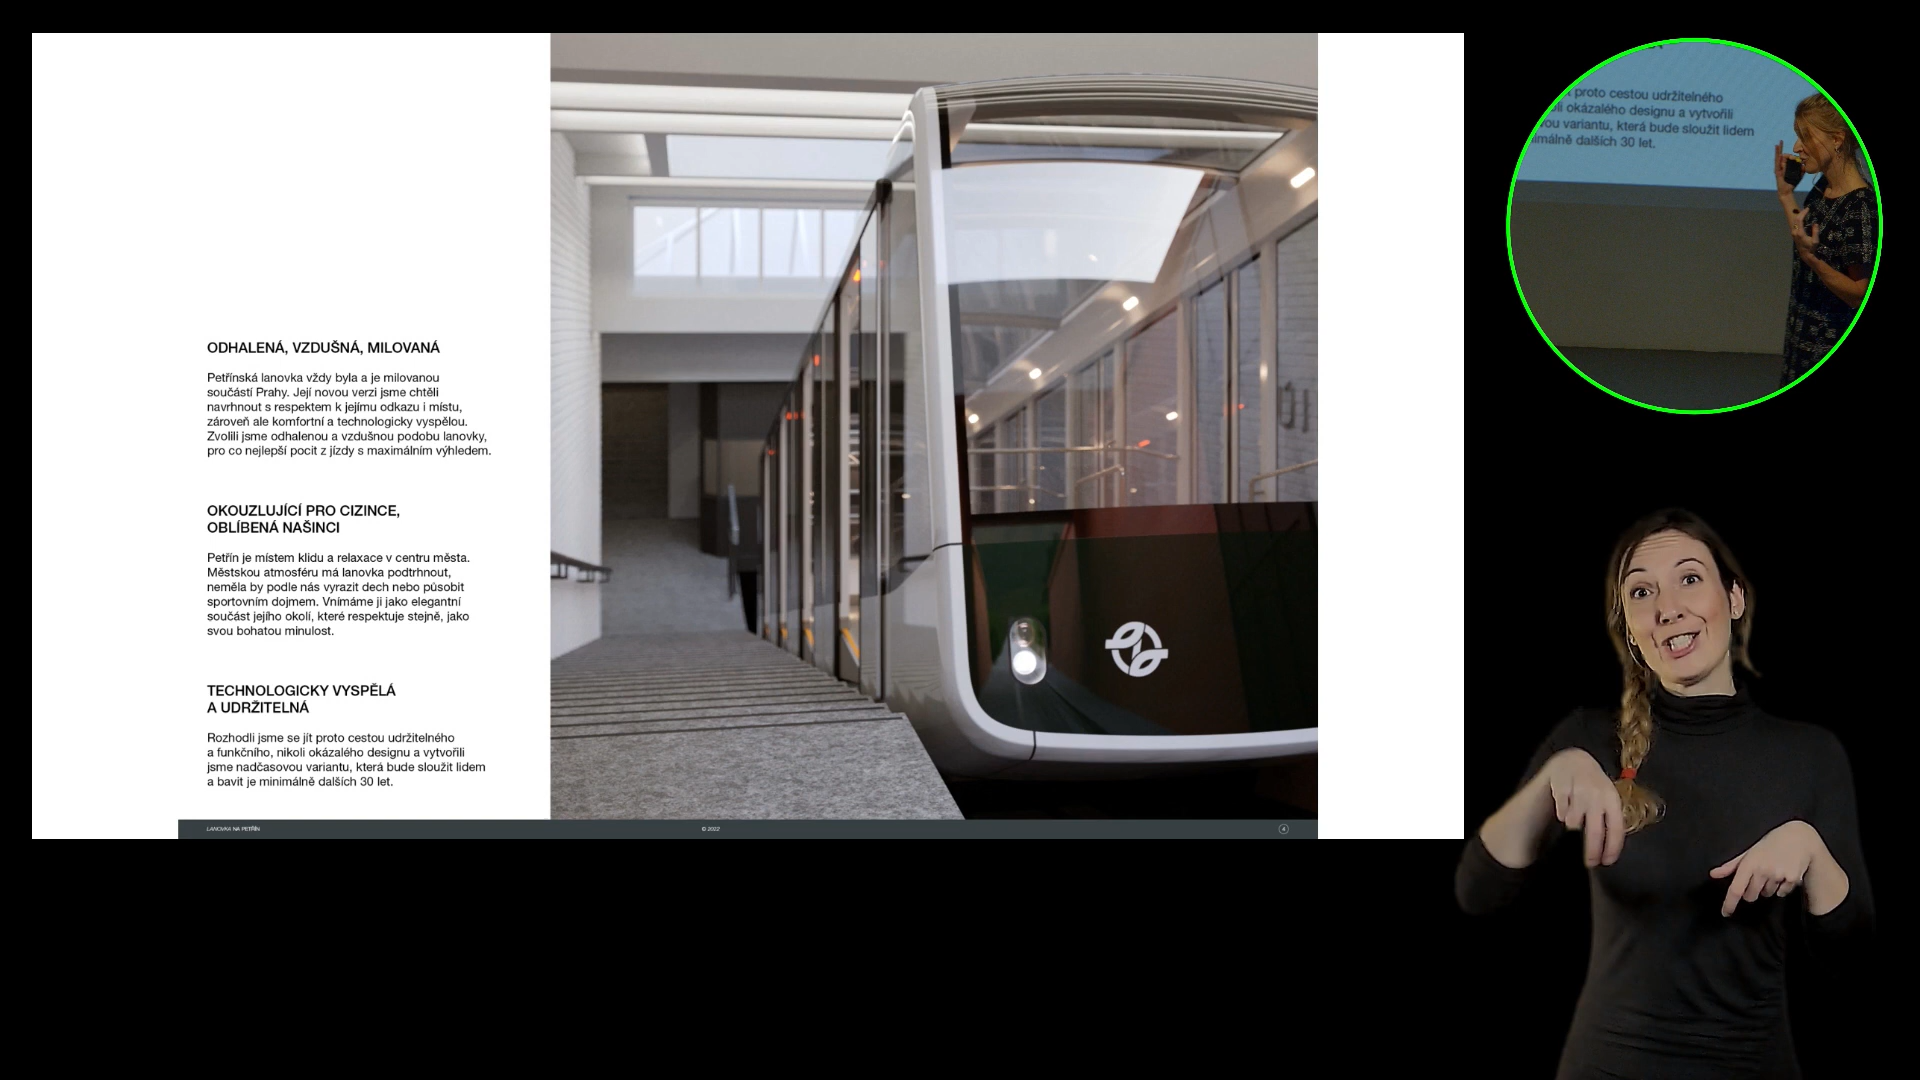 ODHALENÁ, VZDUŠNÁ, MILOVANÁ
Petřínská lanovka vždy byla a je milovanou
součástí Prahy. Její novou verzi jsme chtěli
navrhnout s respektem k jejímu odkazu i místu,
zároveň ale komfortní a technologicky vyspělou.
Zvolili jsme odhalenou a vzdušnou podobu lanovky,
pro co nejlepší pocit z jízdy s maximálním výhledem.
OKOUZLUJÍCÍ PRO CIZINCE,
OBLÍBENÁ NAŠINCI
Petřín je místem klidu a relaxace v centru města.
Městskou atmosféru má lanovka podtrhnout,
neměla by podle nás vyrazit dech nebo působit
sportovním dojmem. Vnímáme ji jako elegantní
součást jejího okolí, které respektuje stejně, jako
svou bohatou minulost.
TECHNOLOGICKY VYSPĚLÁ
A UDRŽITELNÁ
Rozhodli jsme se jít proto cestou udržitelného
a funkčního, nikoli okázalého designu a vytvořili
jsme nadčasovou variantu, která bude sloužit lidem
a bavit je minimálně dalších 30 let.
LANOVKA NA PETŘÍN
© 2022
4
proto cestou udržitelného
okázalého designu a vytvořili
variantu, která bude sloužit lidem
dalších 30 let.